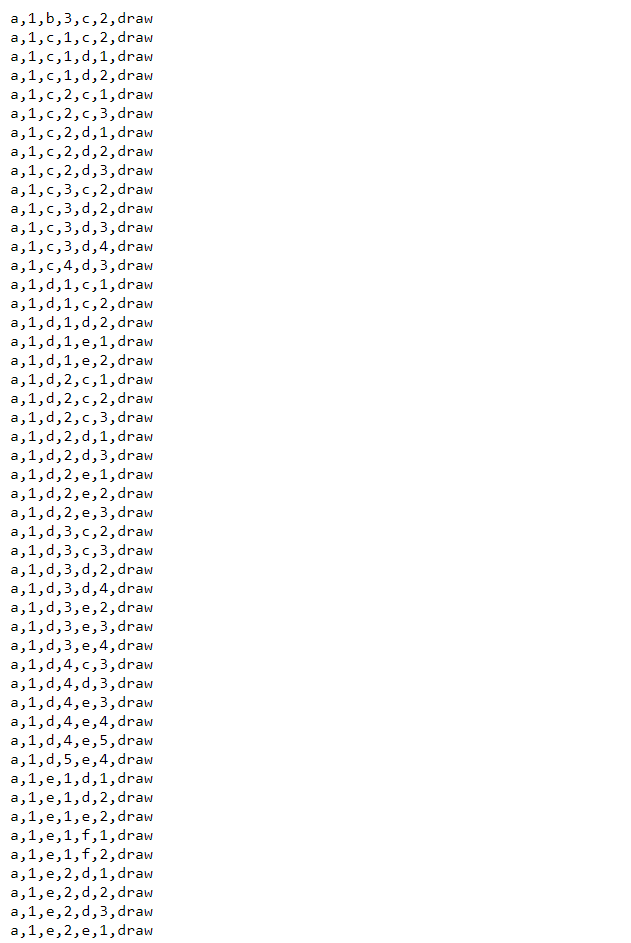 a,1,b,3,c,2,draw
a,1,c,1,c,2,draw
a,1,c,1,d,1,draw
a,1,c,1,d,2,draw
a,1,c,2,c,1,draw
a,1,c,2,c,3,draw
a,1,c,2,d,1,draw
a,1,c,2,d,2,draw
a,1,c,2,d,3,draw
a,1,c,3,c,2,draw
a,1,c,3,d,2,draw
a,1,c,3,d,3,draw
a,1,c,3,d,4,draw
a,1,c,4,d,3,draw
a,1,d,1,c,1,draw
a,1,d,1,c,2,draw
a,1,d,1,d,2,draw
a,1,d,1,e,1,draw
a,1,d,1,e,2,draw
a,1,d,2,c,1,draw
a,1,d,2,c,2,draw
a,1,d,2,c,3,draw
a,1,d,2,d,1,draw
a,1,d,2,d,3,draw
a,1,d,2,e,1,draw
a,1,d,2,e,2,draw
a,1,d,2,e,3,draw
a,1,d,3,c,2,draw
a,1,d,3,c,3,draw
a,1,d,3,d,2,draw
a,1,d,3,d,4,draw
a,1,d,3,e,2,draw
a,1,d,3,e,3,draw
a,1,d,3,e,4,draw
a,1,d,4,c,3,draw
a,1,d,4,d,3,draw
a,1,d,4,e,3,draw
a,1,d,4,e,4,draw
a,1,d,4,e,5,draw
a,1,d,5,e,4,draw
a,1,e,1,d,1,draw
a,1,e,1,d,2,draw
a,1,e,1,e,2,draw
a,1,e,1,f,1,draw
a,1,e,1,f,2,draw
a,1,e,2,d,1,draw
a,1,e,2,d,2,draw
a,1,e,2,d,3,draw
a,1,e,2,e,1,draw